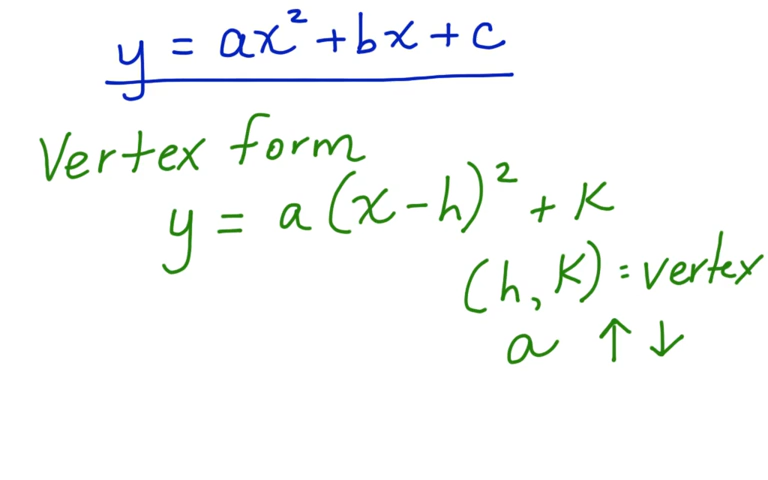 y = ax² + bx + c
Vertex form
y = a(x-h)² + K
(h, K) = vertex
a ↑ ↓